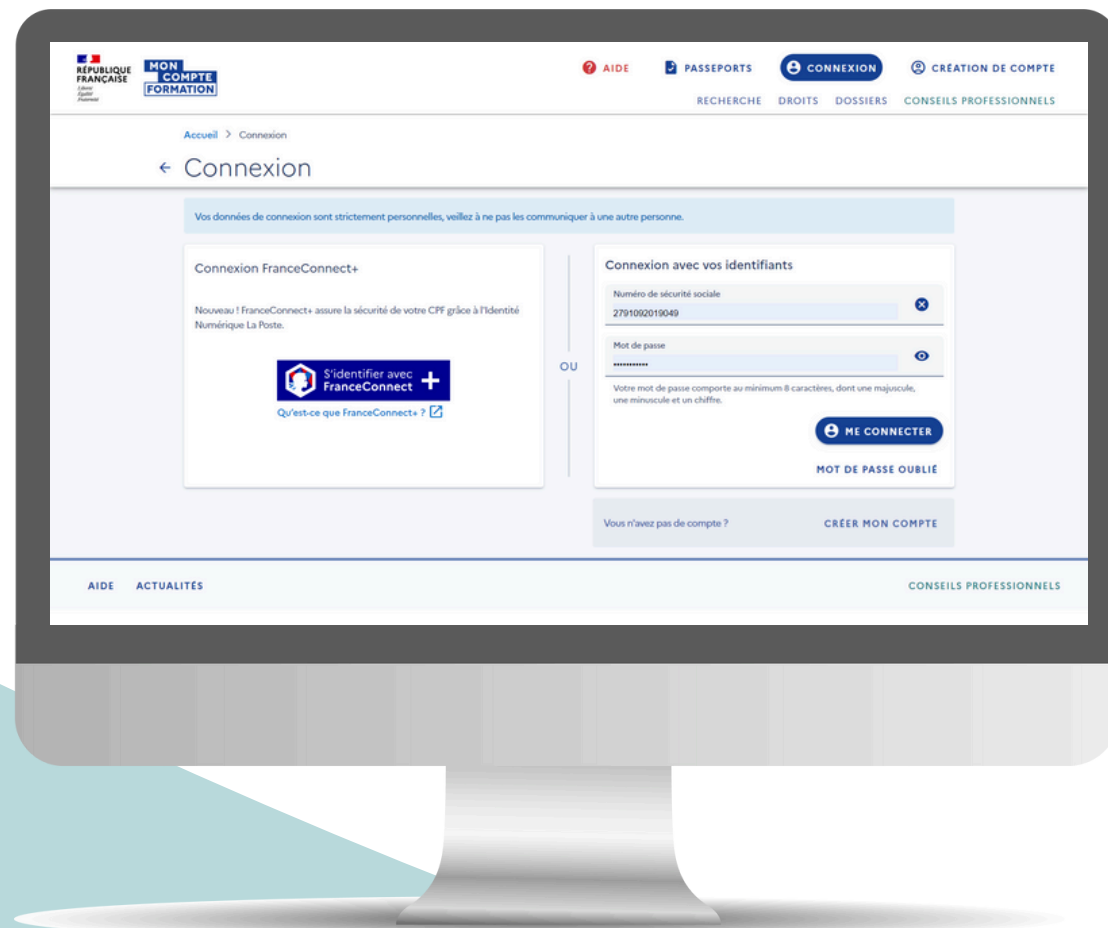 RÉPUBLIQUE
FRANÇAISE
Liberté
Égalité
Fraternité
MON
COMPTE
FORMATION
AIDE
PASSEPORTS
CONNEXION
CRÉATION DE COMPTE
RECHERCHE DROITS DOSSIERS CONSEILS PROFESSIONNELS
Accueil > Connexion
← Connexion
Vos données de connexion sont strictement personnelles, veillez à ne pas les communiquer à une autre personne.
Connexion FranceConnect+
Nouveau ! FranceConnect+ assure la sécurité de votre CPF grâce à l'Identité
Numérique La Poste.
S'identifier avec
FranceConnect +
Qu'est-ce que FranceConnect+ ?
OU
Connexion avec vos identifiants
Numéro de sécurité sociale
2791092019049
Mot de passe
•••••••••••
Votre mot de passe comporte au minimum 8 caractères, dont une majuscule,
une minuscule et un chiffre.
ME CONNECTER
MOT DE PASSE OUBLIÉ
Vous n'avez pas de compte ? CRÉER MON COMPTE
AIDE ACTUALITÉS CONSEILS PROFESSIONNELS